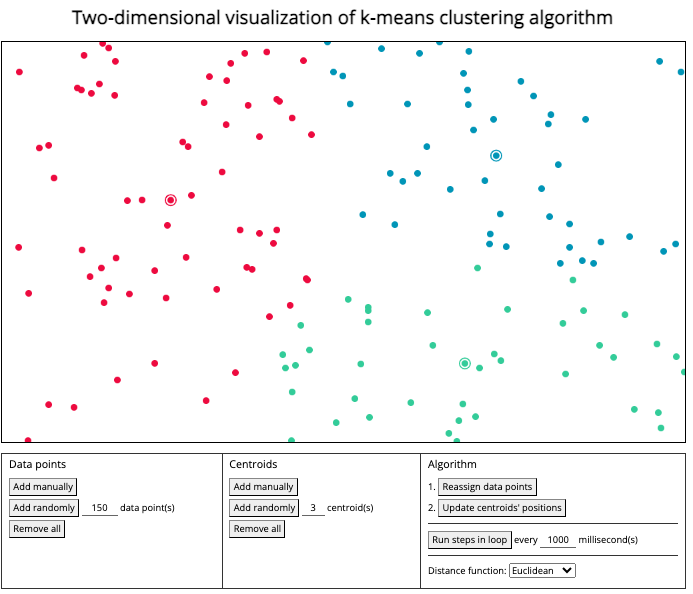 Two-dimensional visualization of k-means clustering algorithm
Data points
Add manually
Add randomly 150 data point(s)
Remove all
Centroids
Add manually
Add randomly 3 centroid(s)
Remove all
Algorithm
1. Reassign data points
2. Update centroids' positions
Run steps in loop every 1000 millisecond(s)
Distance function: Euclidean